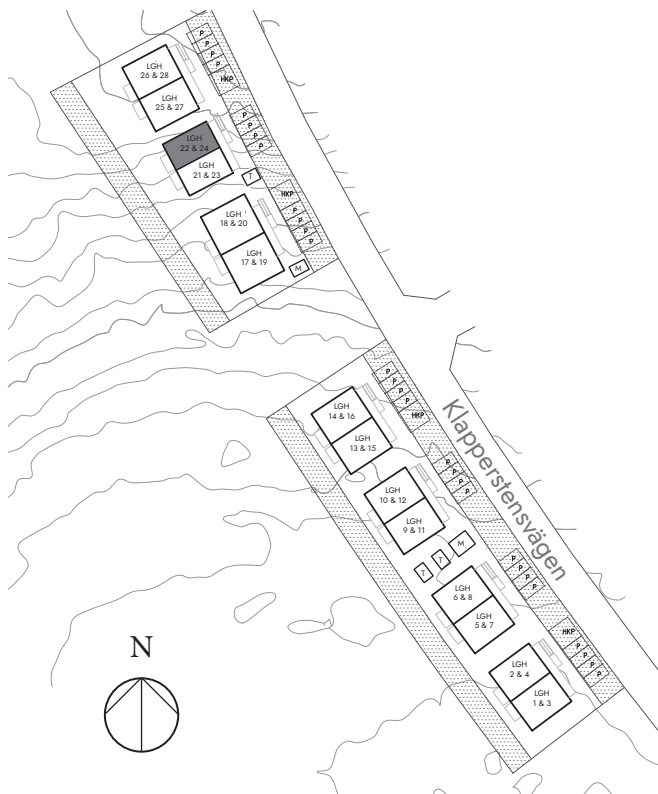 P
P
P
P
HKP
LGH
26 & 28
LGH
25 & 27
P
P
P
P
LGH
22 & 24
LGH
21 & 23
T
HKP
P
P
P
P
LGH
18 & 20
LGH
17 & 19
M
P
P
P
P
HKP
LGH
14 & 16
LGH
13 & 15
Klapperstensvägen
P
P
P
P
LGH
10 & 12
LGH
9 & 11
M
T
T
P
P
P
P
LGH
6 & 8
LGH
5 & 7
HKP
P
P
P
P
LGH
2 & 4
LGH
1 & 3
N